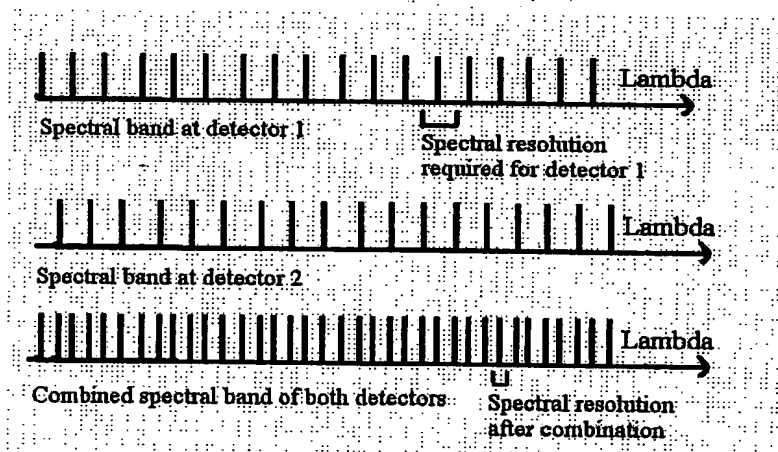 Lambda
Spectral band at detector 1
Spectral resolution
required for detector 1
Lambda
Spectral band at detector 2
Lambda
Combined spectral band of both detectors
Spectral resolution
after combination